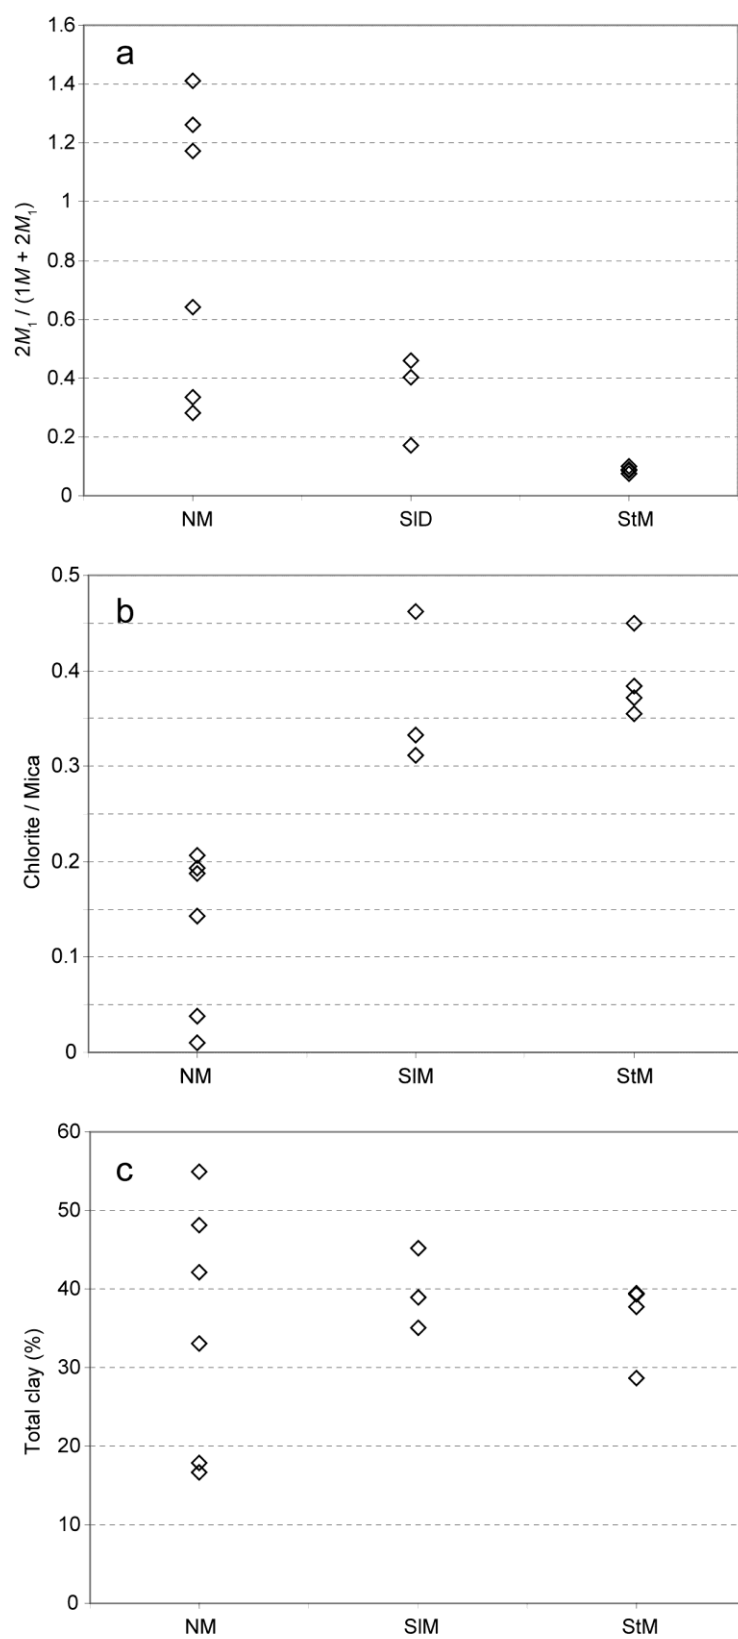 a
1.6
1.4
1.2
1
0.8
0.6
0.4
0.2
0
2M₁ / (1M + 2M₁)
NM SlD StM
b
0.5
0.4
0.3
0.2
0.1
0
Chlorite / Mica
NM SlM StM
c
60
50
40
30
20
10
0
Total clay (%)
NM SlM StM